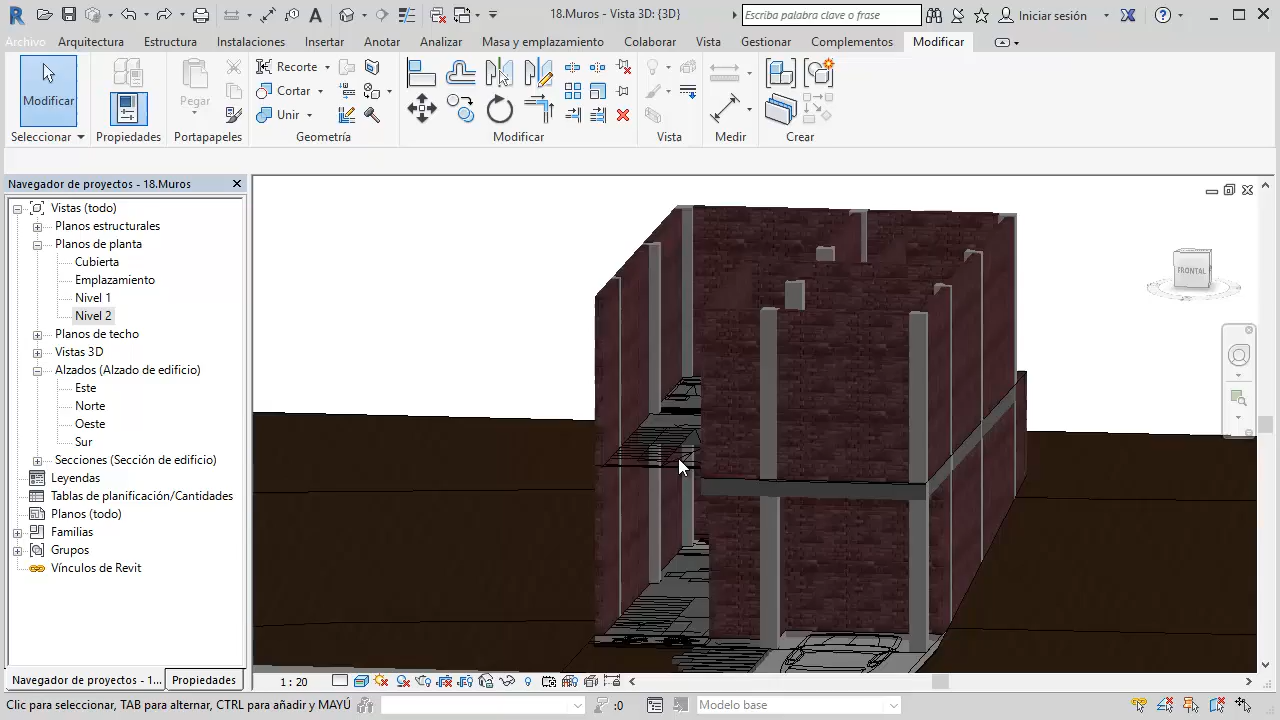 18.Muros - Vista 3D: {3D}
Escriba palabra clave o frase
Iniciar sesión
Archivo
Arquitectura
Estructura
Instalaciones
Insertar
Anotar
Analizar
Masa y emplazamiento
Colaborar
Vista
Gestionar
Complementos
Modificar
Modificar
Pegar
Recorte
Cortar
Unir
Seleccionar
Propiedades
Portapapeles
Geometría
Modificar
Vista
Medir
Crear
Navegador de proyectos - 18.Muros
Vistas (todo)
Planos estructurales
Planos de planta
Cubierta
Emplazamiento
Nivel 1
Nivel 2
Planos de techo
Vistas 3D
Alzados (Alzado de edificio)
Este
Norte
Oeste
Sur
Secciones (Sección de edificio)
Leyendas
Tablas de planificación/Cantidades
Planos (todo)
Familias
Grupos
Vínculos de Revit
FRONTAL
Navegador de proyectos - 1...
Propiedades
1 : 20
Clic para seleccionar, TAB para alternar, CTRL para añadir y MAYÚ
:0
Modelo base